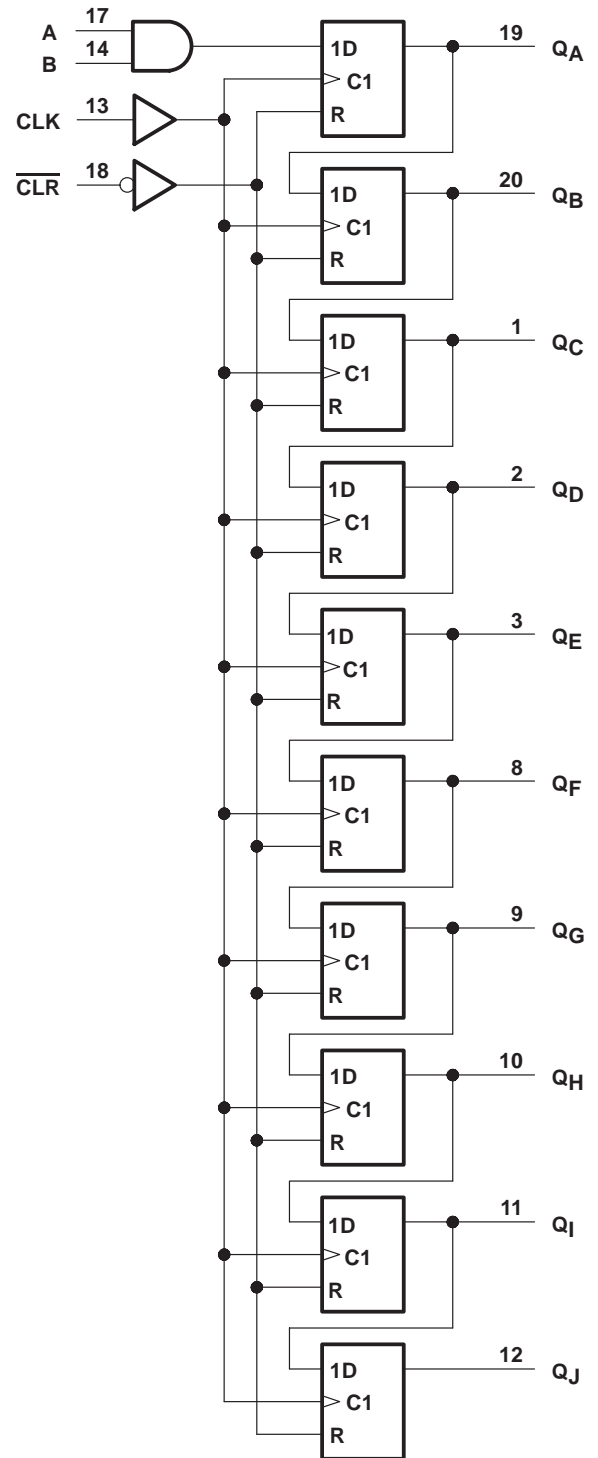 A 17 1D 19 QA
B 14 C1
CLK 13 R
CLR 18 1D 20 QB
C1
R
1D 1 QC
C1
R
1D 2 QD
C1
R
1D 3 QE
C1
R
1D 8 QF
C1
R
1D 9 QG
C1
R
1D 10 QH
C1
R
1D 11 QI
C1
R
1D 12 QJ
C1
R